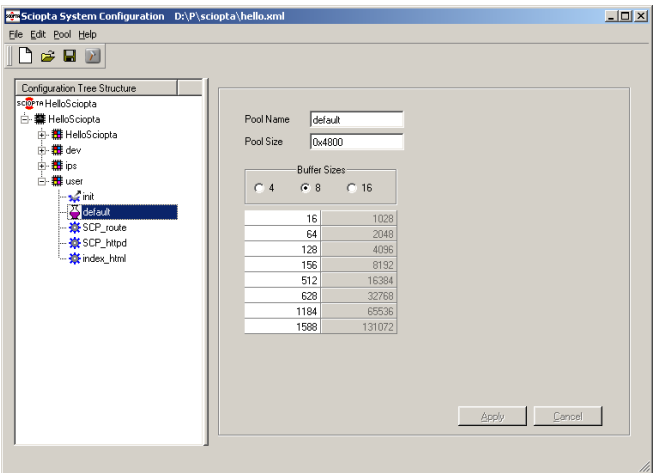 Sciopta System Configuration D:\P\sciopta\hello.xml
File Edit Pool Help
Configuration Tree Structure
SCIOPTA HelloSciopta
HelloSciopta
HelloSciopta
dev
ips
user
init
default
SCP_route
SCP_httpd
index_html
Pool Name default
Pool Size 0x4800
Buffer Sizes
4 8 16
16 1028
64 2048
128 4096
156 8192
512 16384
628 32768
1184 65536
1588 131072
Apply Cancel